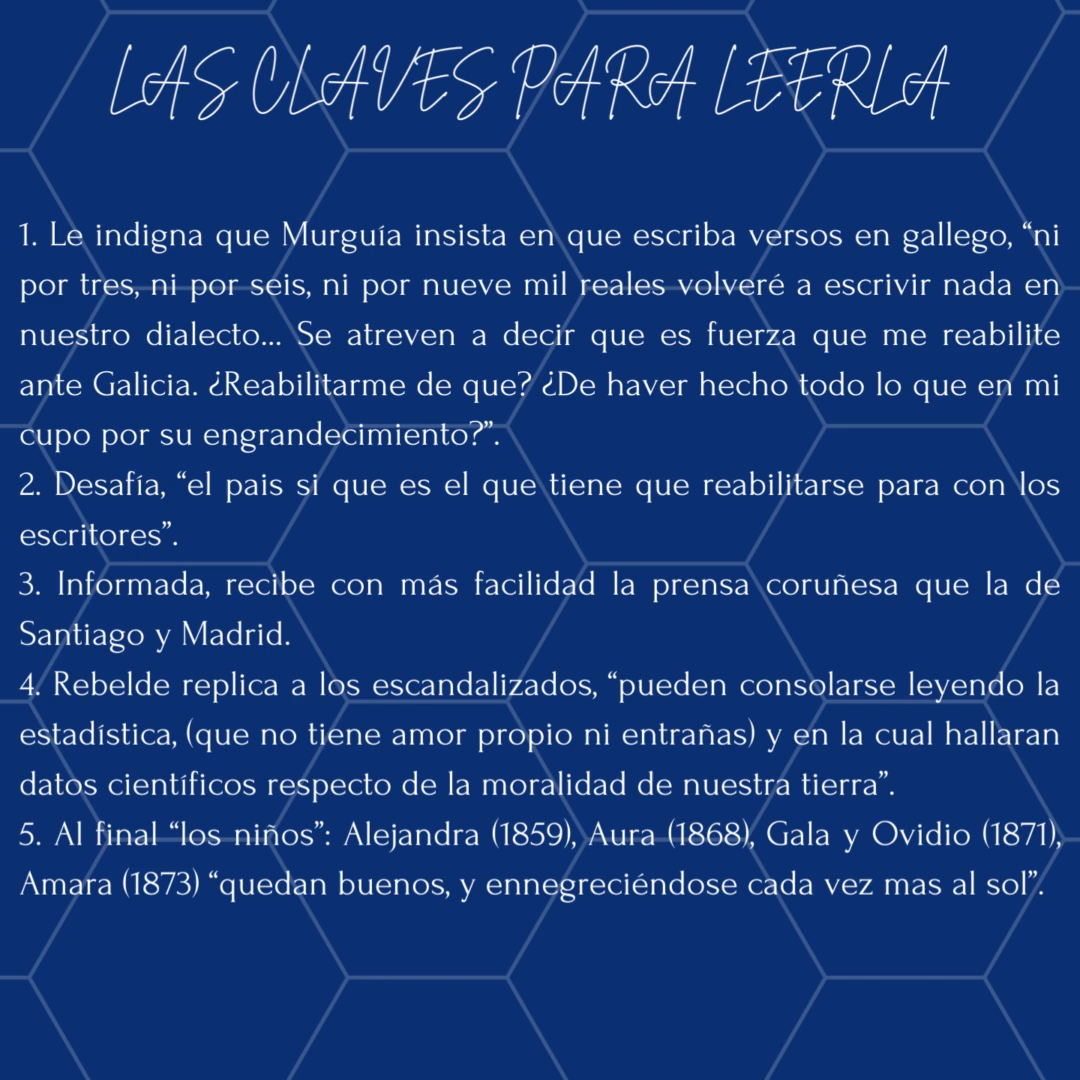 LAS CLAVES PARA LEERLA
1. Le indigna que Murguía insista en que escriba versos en gallego, “ni
por tres, ni por seis, ni por nueve mil reales volveré a escrivir nada en
nuestro dialecto... Se atreven a decir que es fuerza que me reabilite
ante Galicia. ¿Reabilitarme de que? ¿De haver hecho todo lo que en mi
cupo por su engrandecimiento?”.
2. Desafía, “el pais si que es el que tiene que reabilitarse para con los
escritores”.
3. Informada, recibe con más facilidad la prensa coruñesa que la de
Santiago y Madrid.
4. Rebelde replica a los escandalizados, “pueden consolarse leyendo la
estadística, (que no tiene amor propio ni entrañas) y en la cual hallaran
datos científicos respecto de la moralidad de nuestra tierra”.
5. Al final “los niños”: Alejandra (1859), Aura (1868), Gala y Ovidio (1871),
Amara (1873) “quedan buenos, y ennegreciéndose cada vez mas al sol”.